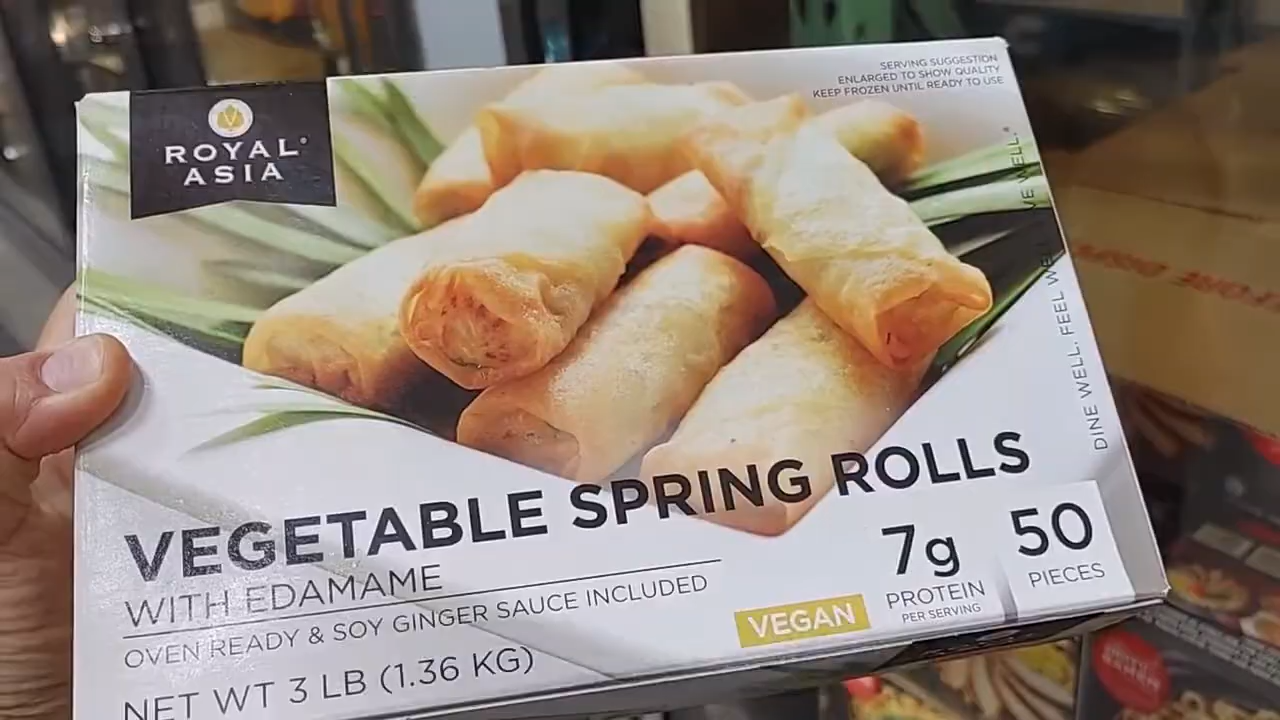 SERVING SUGGESTION
ENLARGED TO SHOW QUALITY
KEEP FROZEN UNTIL READY TO USE
ROYAL®
ASIA
DINE WELL. FEEL WELL. VE WELL.®
VEGETABLE SPRING ROLLS
WITH EDAMAME
OVEN READY & SOY GINGER SAUCE INCLUDED
NET WT 3 LB (1.36 KG)
VEGAN
7g
PROTEIN
PER SERVING
50
PIECES